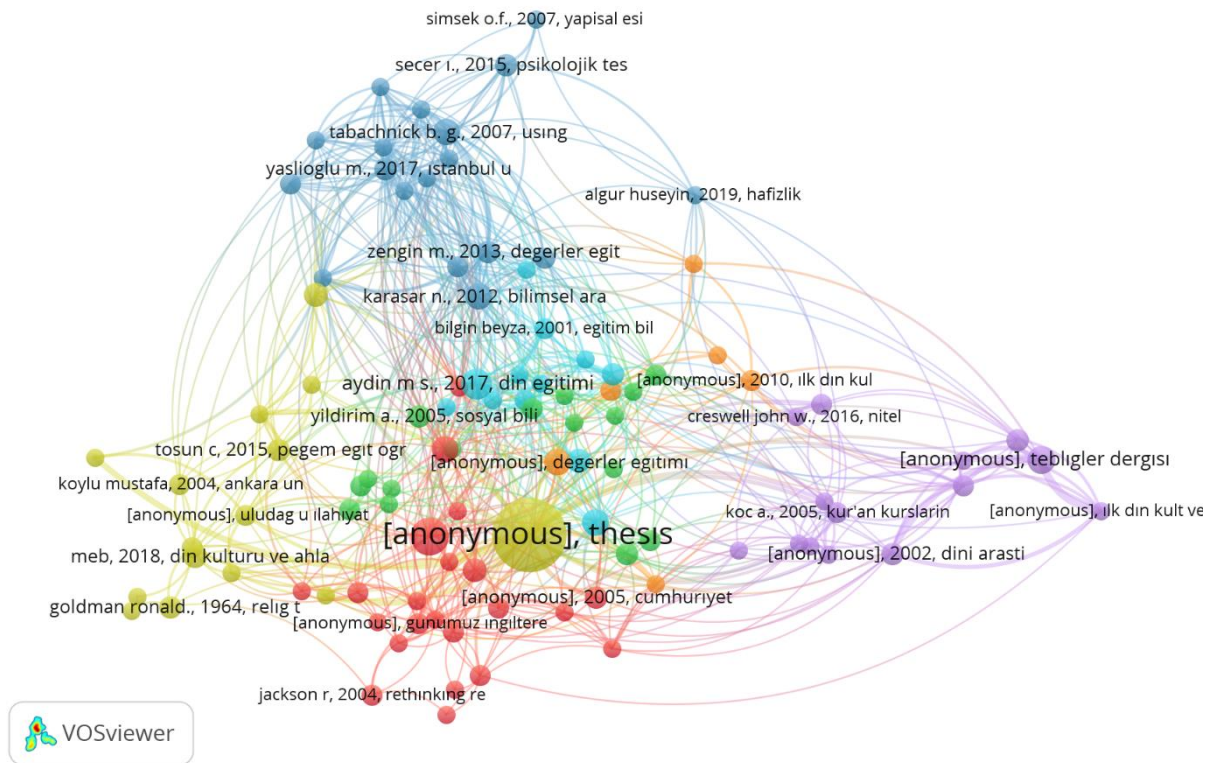 simsek o.f., 2007, yapisal esi
secer ı., 2015, psikolojik tes
tabachnick b. g., 2007, usıng
yaslioglu m., 2017, ıstanbul u
algur huseyin, 2019, hafizlik
zengin m., 2013, degerler egit
karasar n., 2012, bilimsel ara
bilgin beyza, 2001, egitim bil
aydin m s., 2017, din egitimi
[anonymous], 2010, ılk dın kul
yildirim a., 2005, sosyal bili
creswell john w., 2016, nitel
tosun c, 2015, pegem egıt ogr
[anonymous], degerler egıtımı
[anonymous], teblıgler dergısı
koylu mustafa, 2004, ankara un
[anonymous], uludag u ılahıyat
koc a., 2005, kur'an kurslarin
[anonymous], ılk dın kult ve
[anonymous], thesıs
meb, 2018, din kulturu ve ahla
[anonymous], 2002, dini arasti
goldman ronald., 1964, relıg t
[anonymous], 2005, cumhurıyet
[anonymous], gunumuz ıngıltere
jackson r, 2004, rethınkıng re
VOSviewer